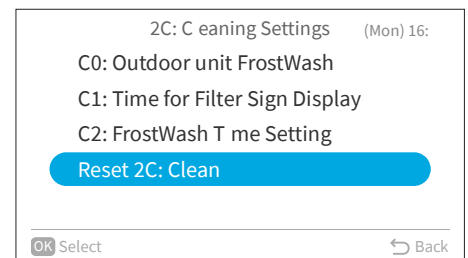 2C: C eaning Settings (Mon) 16:
C0: Outdoor unit FrostWash
C1: Time for Filter Sign Display
C2: FrostWash T me Setting
Reset 2C: Clean
OK Select Back